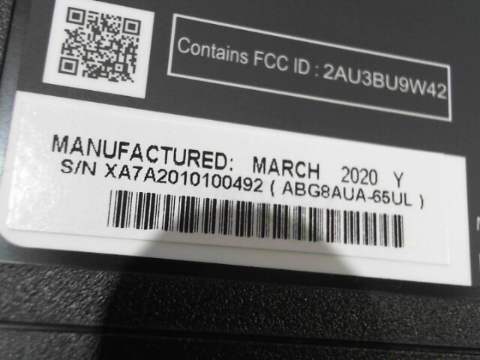 Contains FCC ID : 2AU3BU9W42
MANUFACTURED: MARCH 2020 Y
S/N XA7A2010100492 ( ABG8AUA-65UL )